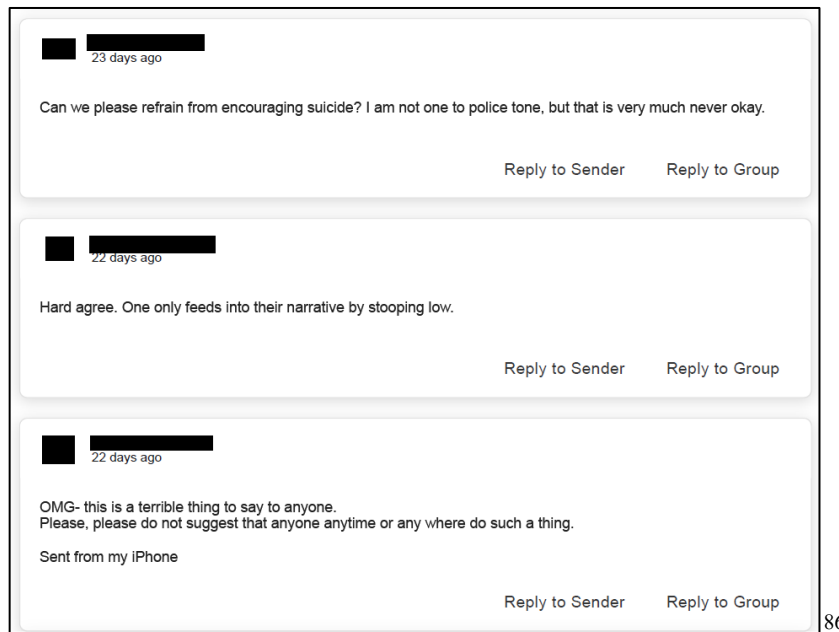 23 days ago
Can we please refrain from encouraging suicide? I am not one to police tone, but that is very much never okay.
Reply to Sender Reply to Group
22 days ago
Hard agree. One only feeds into their narrative by stooping low.
Reply to Sender Reply to Group
22 days ago
OMG- this is a terrible thing to say to anyone.
Please, please do not suggest that anyone anytime or any where do such a thing.
Sent from my iPhone
Reply to Sender Reply to Group